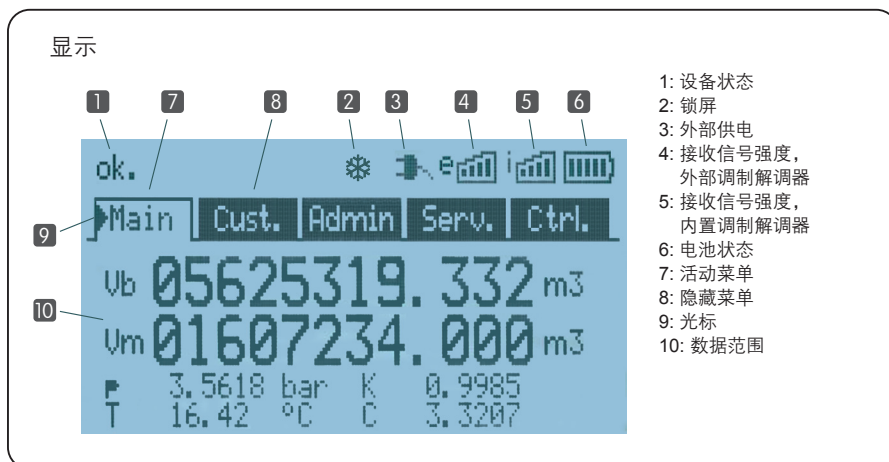 显示
1 7 8 2 3 4 5 6
ok. e i
Main Cust. Admin Serv. Ctrl.
9
Vb 05625319.332 m3
10
Vm 01607234.000 m3
P 3.5618 bar K 0.9985
T 16.42 °C C 3.3207
1: 设备状态
2: 锁屏
3: 外部供电
4: 接收信号强度，
外部调制解调器
5: 接收信号强度，
内置调制解调器
6: 电池状态
7: 活动菜单
8: 隐藏菜单
9: 光标
10: 数据范围